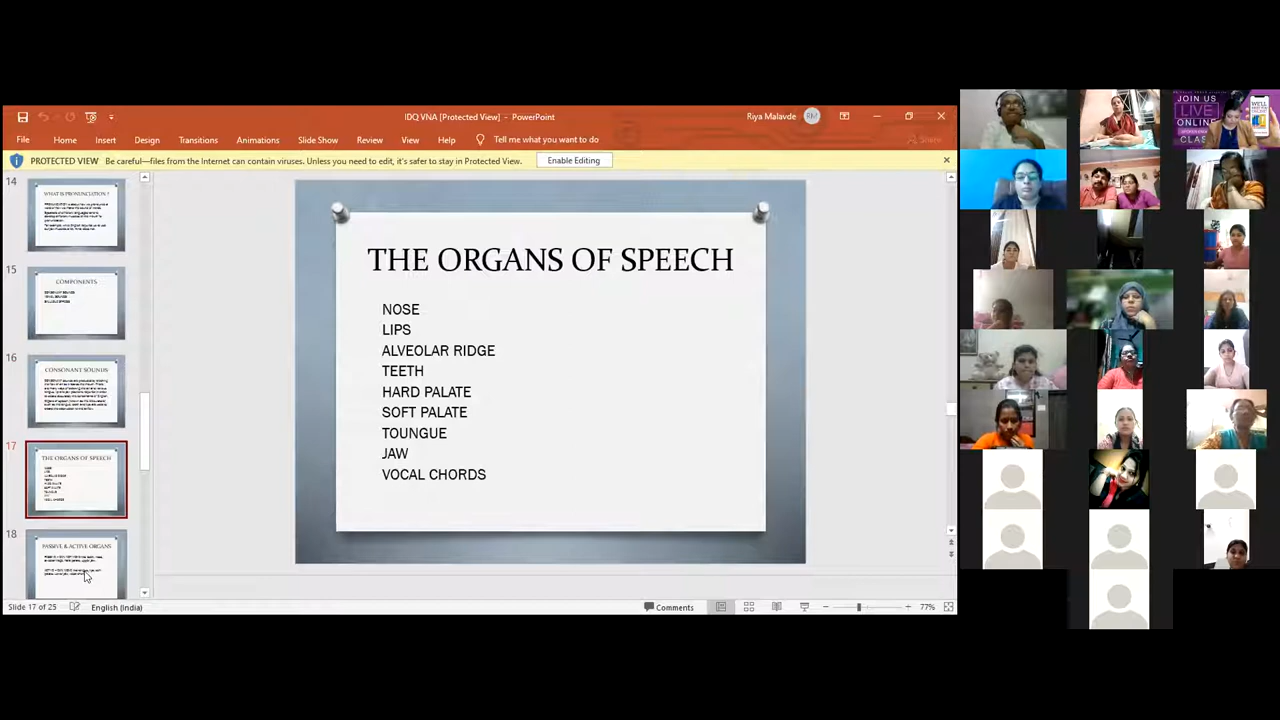 IDQ VNA [Protected View] - PowerPoint
Riya Malavde
RM
File Home Insert Design Transitions Animations Slide Show Review View Help Tell me what you want to do Share
PROTECTED VIEW Be careful—files from the Internet can contain viruses. Unless you need to edit, it's safer to stay in Protected View. Enable Editing
14
WHAT IS PRONUNCIATION ?
15
COMPONENTS
16
CONSONANT SOUNDS
17
THE ORGANS OF SPEECH
18
PASSIVE & ACTIVE ORGANS
THE ORGANS OF SPEECH
NOSE
LIPS
ALVEOLAR RIDGE
TEETH
HARD PALATE
SOFT PALATE
TOUNGUE
JAW
VOCAL CHORDS
Slide 17 of 25 English (India) Comments 77%
JOIN US
LIVE
ONLINE